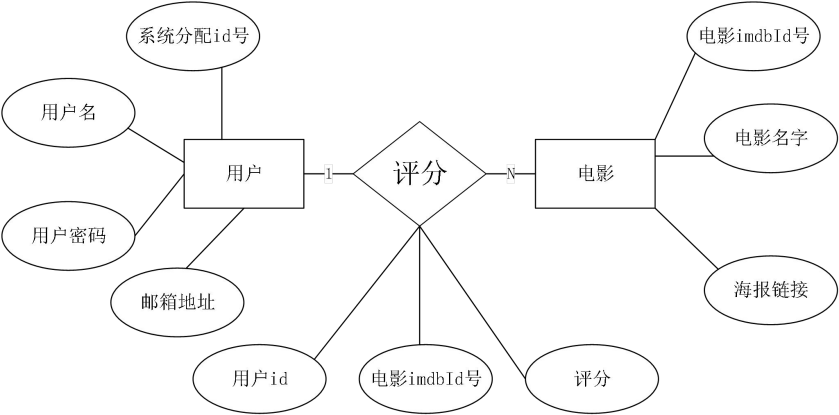 系统分配id号
电影imdbId号
用户名
电影名字
用户
1
评分
N
电影
用户密码
邮箱地址
海报链接
用户id
电影imdbId号
评分